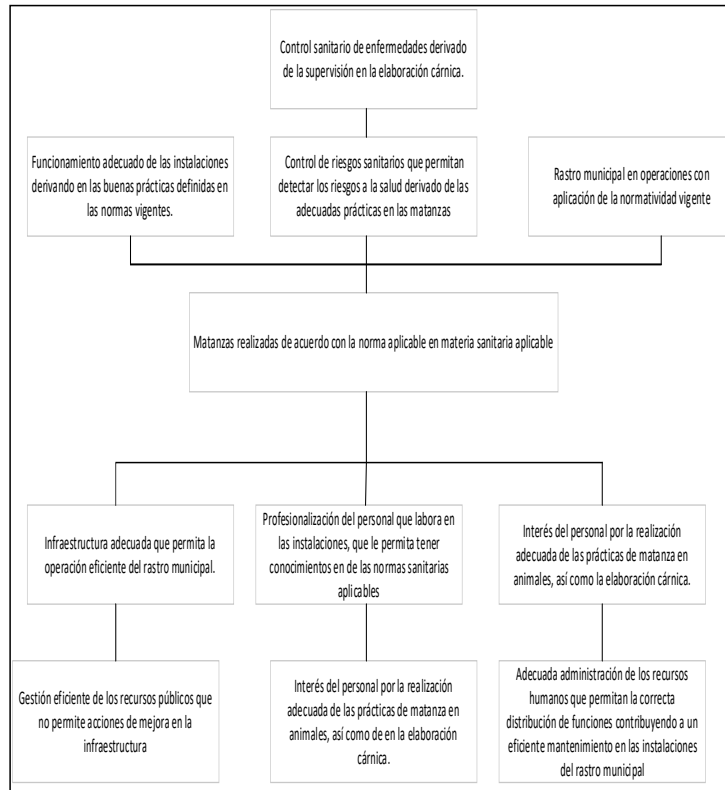 Control sanitario de enfermedades derivado
de la supervisión en la elaboración cárnica.
Funcionamiento adecuado de las instalaciones
derivando en las buenas prácticas definidas en
las normas vigentes.
Control de riesgos sanitarios que permitan
detectar los riesgos a la salud derivado de las
adecuadas prácticas en las matanzas
Rastro municipal en operaciones con
aplicación de la normatividad vigente
Matanzas realizadas de acuerdo con la norma aplicable en materia sanitaria aplicable
Infraestructura adecuada que permita la
operación eficiente del rastro municipal.
Profesionalización del personal que labora en
las instalaciones, que le permita tener
conocimientos en de las normas sanitarias
aplicables
Interés del personal por la realización
adecuada de las prácticas de matanza en
animales, así como la elaboración cárnica.
Gestión eficiente de los recursos públicos que
no permite acciones de mejora en la
infraestructura
Interés del personal por la realización
adecuada de las prácticas de matanza en
animales, así como de en la elaboración
cárnica.
Adecuada administración de los recursos
humanos que permitan la correcta
distribución de funciones contribuyendo a un
eficiente mantenimiento en las instalaciones
del rastro municipal